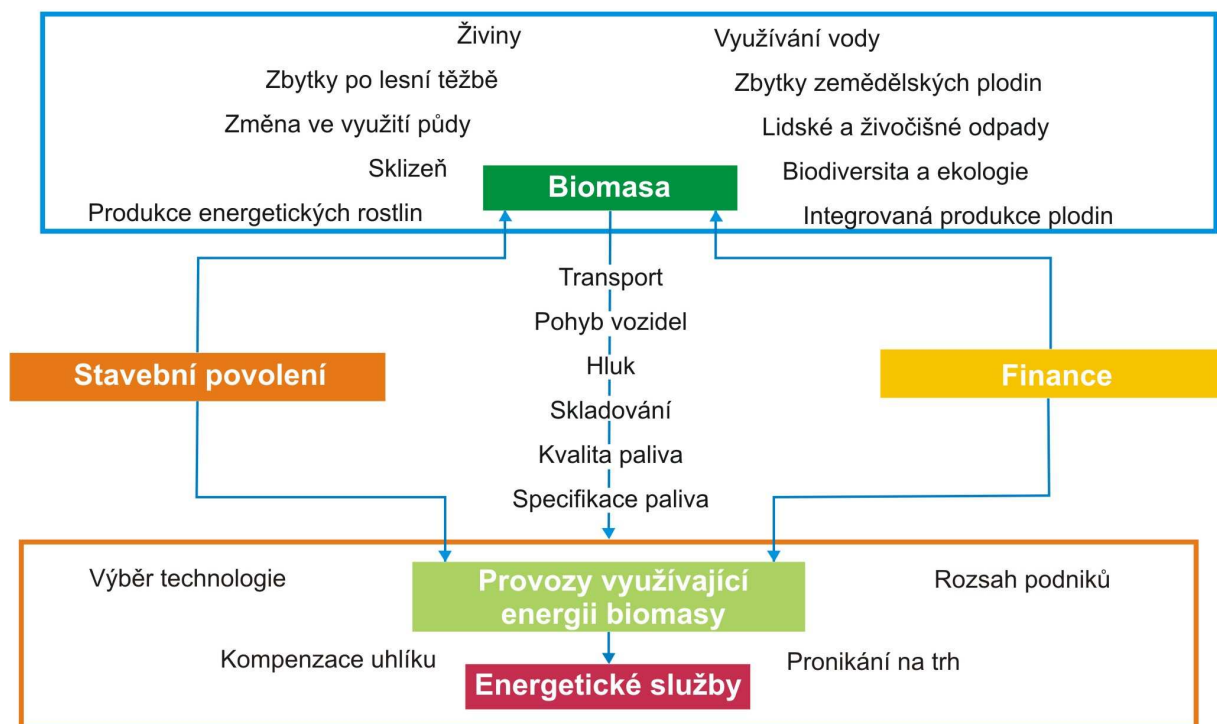 Živiny
Využívání vody
Zbytky po lesní těžbě
Zbytky zemědělských plodin
Změna ve využití půdy
Lidské a živočišné odpady
Sklizeň
Biomasa
Biodiversita a ekologie
Produkce energetických rostlin
Integrovaná produkce plodin
Transport
Pohyb vozidel
Stavební povolení
Hluk
Finance
Skladování
Kvalita paliva
Specifikace paliva
Výběr technologie
Provozy využívající
energii biomasy
Rozsah podniků
Kompenzace uhlíku
Pronikání na trh
Energetické služby